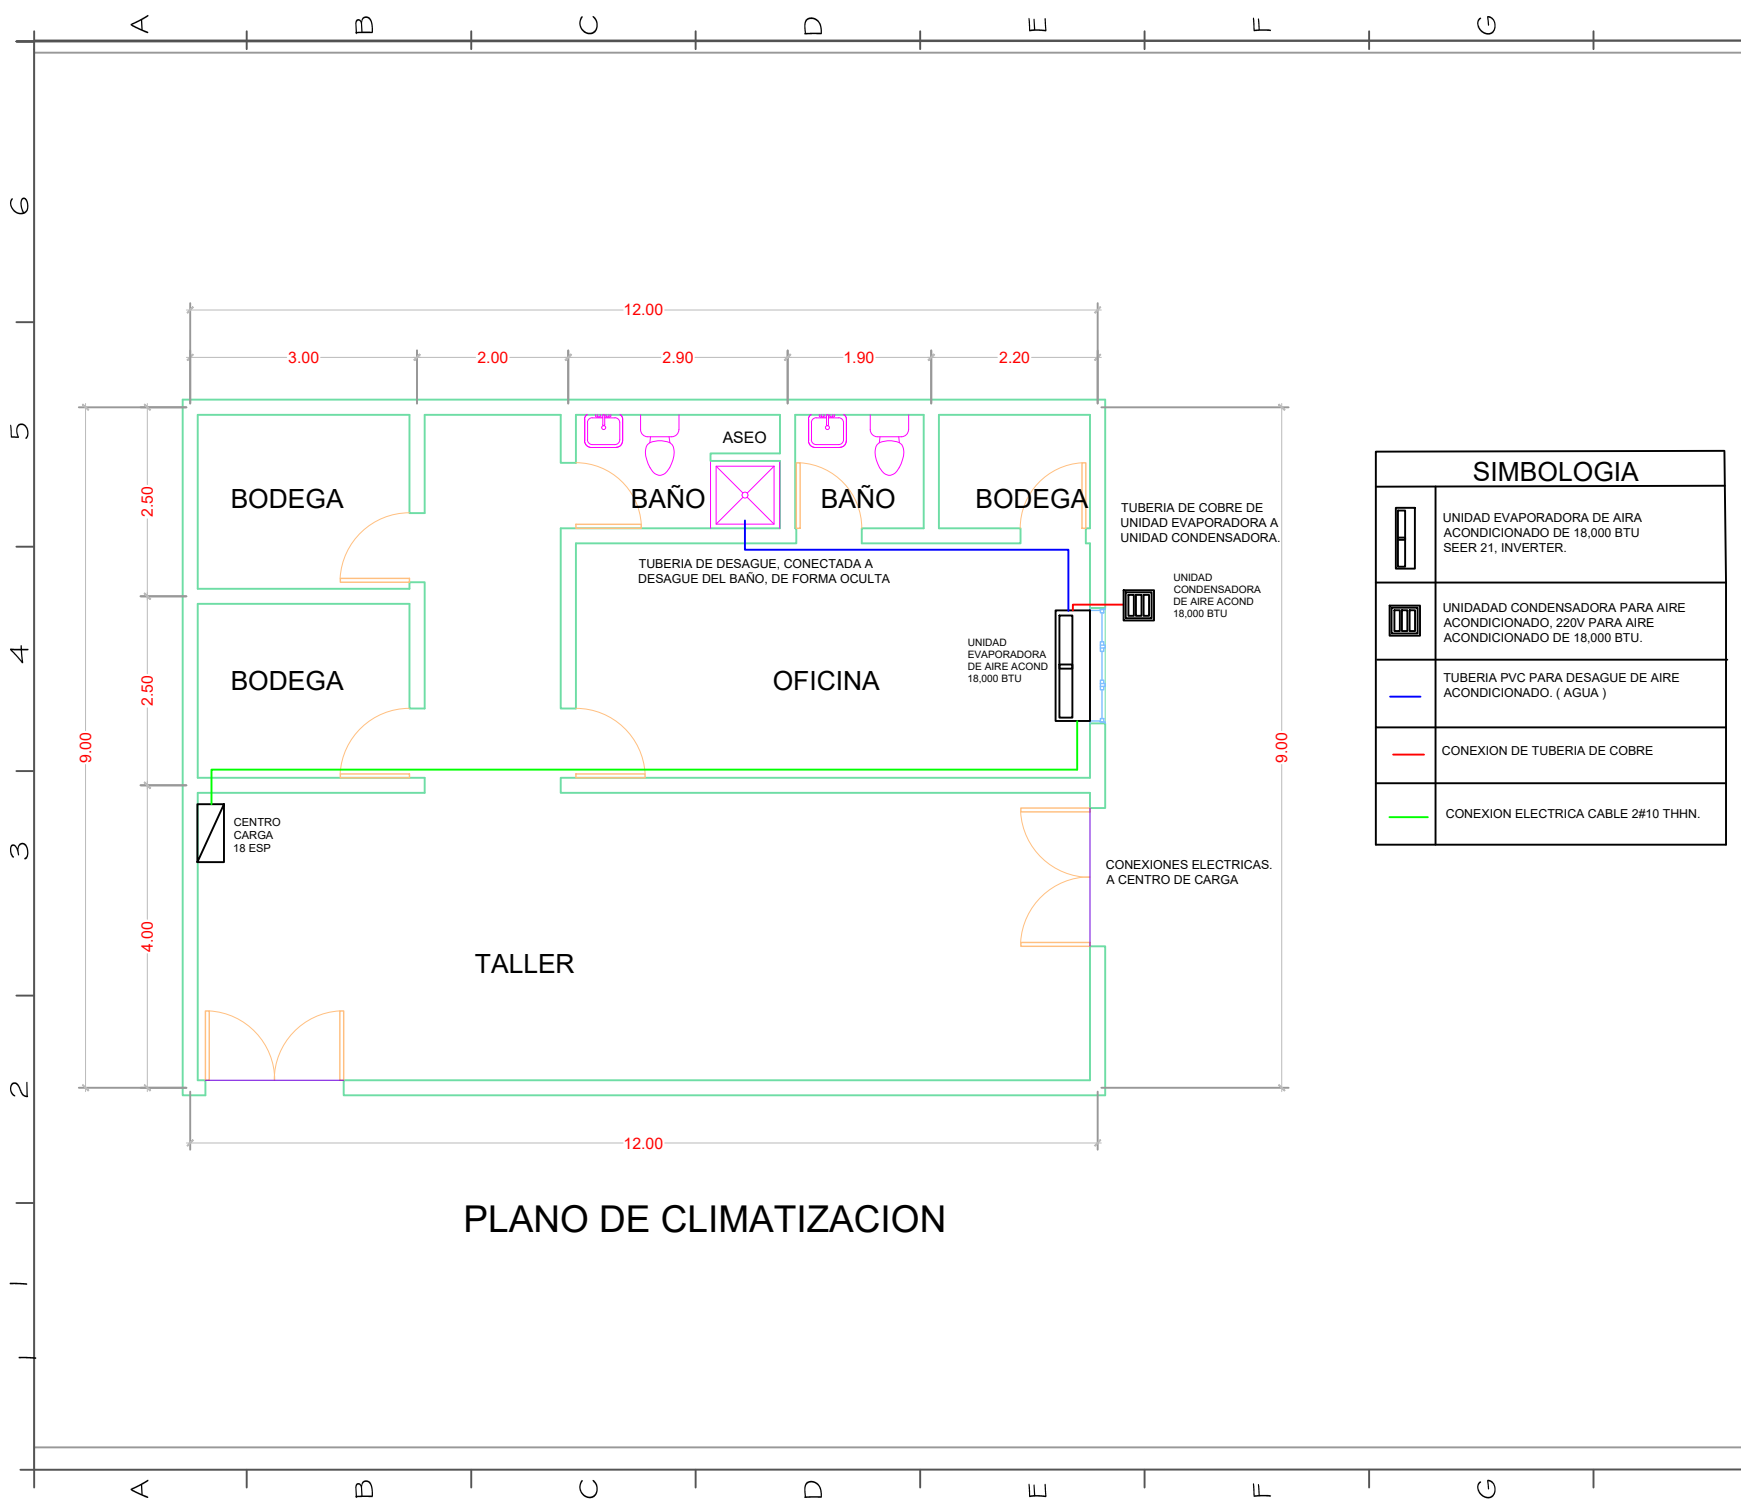 A B C D E F G
6
5
4
3
2
1
12.00
3.00 2.00 2.90 1.90 2.20
9.00
2.50
2.50
4.00
9.00
12.00
BODEGA
BODEGA
BAÑO
ASEO
BAÑO
BODEGA
OFICINA
TALLER
TUBERIA DE DESAGUE, CONECTADA A
DESAGUE DEL BAÑO, DE FORMA OCULTA
TUBERIA DE COBRE DE
UNIDAD EVAPORADORA A
UNIDAD CONDENSADORA.
UNIDAD
CONDENSADORA
DE AIRE ACOND
18,000 BTU
UNIDAD
EVAPORADORA
DE AIRE ACOND
18,000 BTU
CENTRO
CARGA
18 ESP
CONEXIONES ELECTRICAS.
A CENTRO DE CARGA
PLANO DE CLIMATIZACION
SIMBOLOGIA
UNIDAD EVAPORADORA DE AIRA
ACONDICIONADO DE 18,000 BTU
SEER 21, INVERTER.
UNIDADAD CONDENSADORA PARA AIRE
ACONDICIONADO, 220V PARA AIRE
ACONDICIONADO DE 18,000 BTU.
TUBERIA PVC PARA DESAGUE DE AIRE
ACONDICIONADO. ( AGUA )
CONEXION DE TUBERIA DE COBRE
CONEXION ELECTRICA CABLE 2#10 THHN.
A B C D E F G